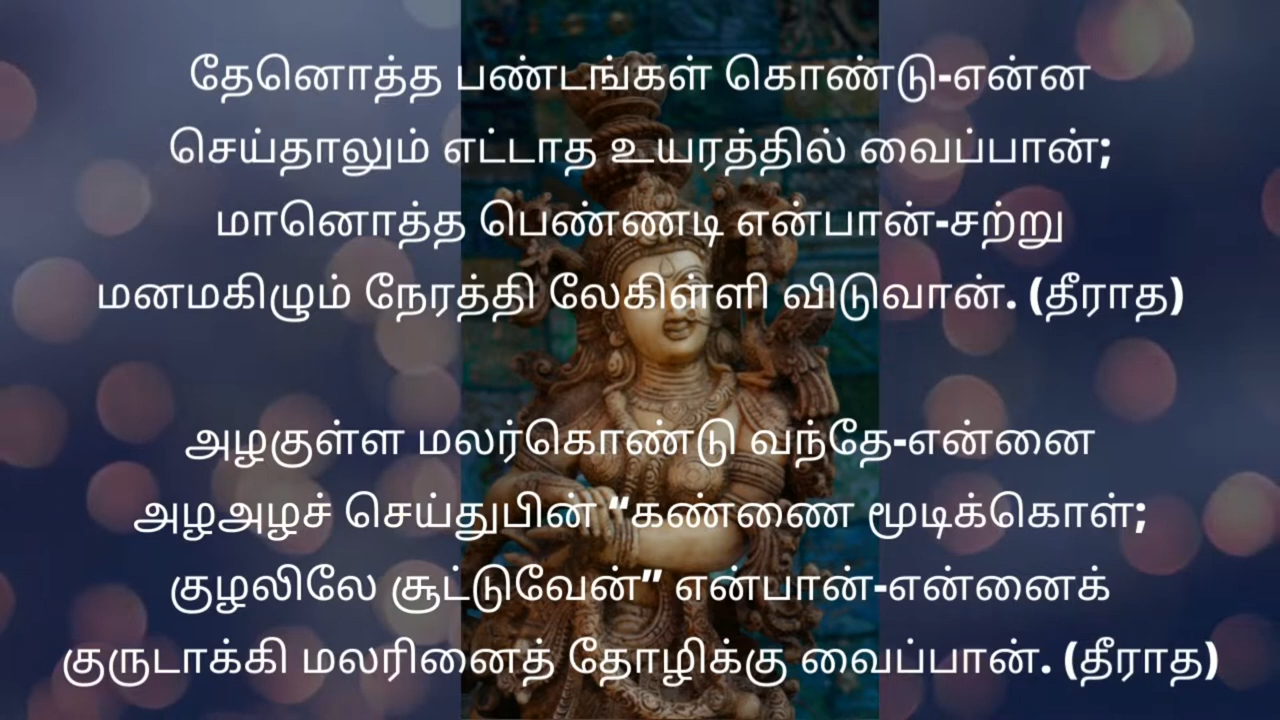 தேனொத்த பண்டங்கள் கொண்டு-என்ன
செய்தாலும் எட்டாத உயரத்தில் வைப்பான்;
மானொத்த பெண்ணடி என்பான்-சற்று
மனமகிழும் நேரத்தி லேகிள்ளி விடுவான். (தீராத)
அழகுள்ள மலர்கொண்டு வந்தே-என்னை
அழஅழச் செய்துபின் “கண்ணை மூடிக்கொள்;
குழலிலே சூட்டுவேன்” என்பான்-என்னைக்
குருடாக்கி மலரினைத் தோழிக்கு வைப்பான். (தீராத)